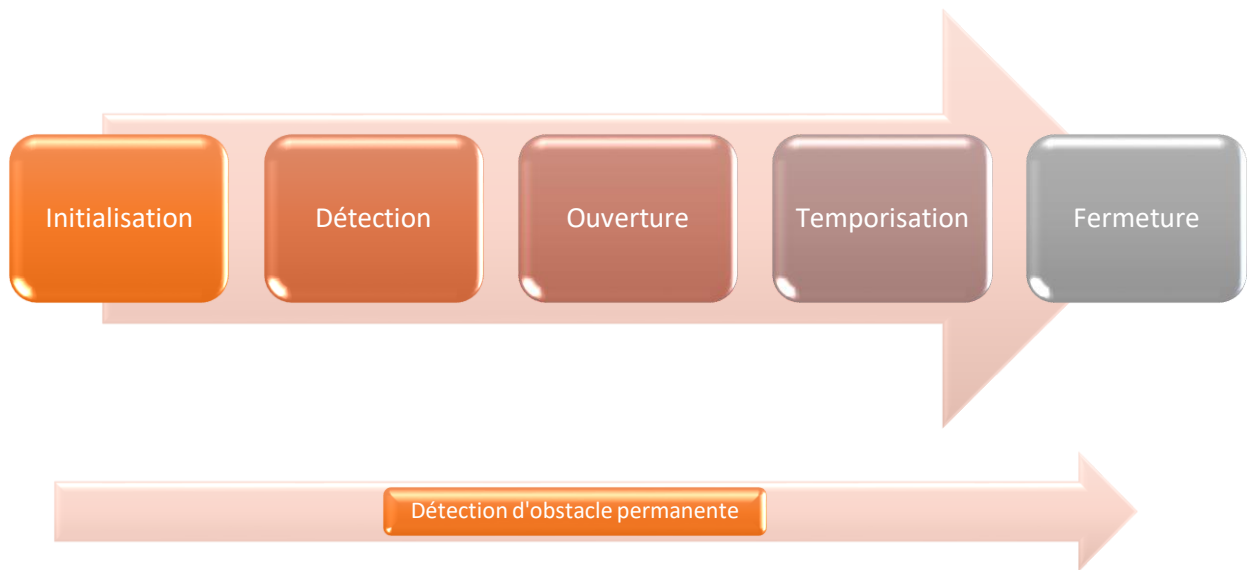 Initialisation
Détection
Ouverture
Temporisation
Fermeture
Détection d'obstacle permanente